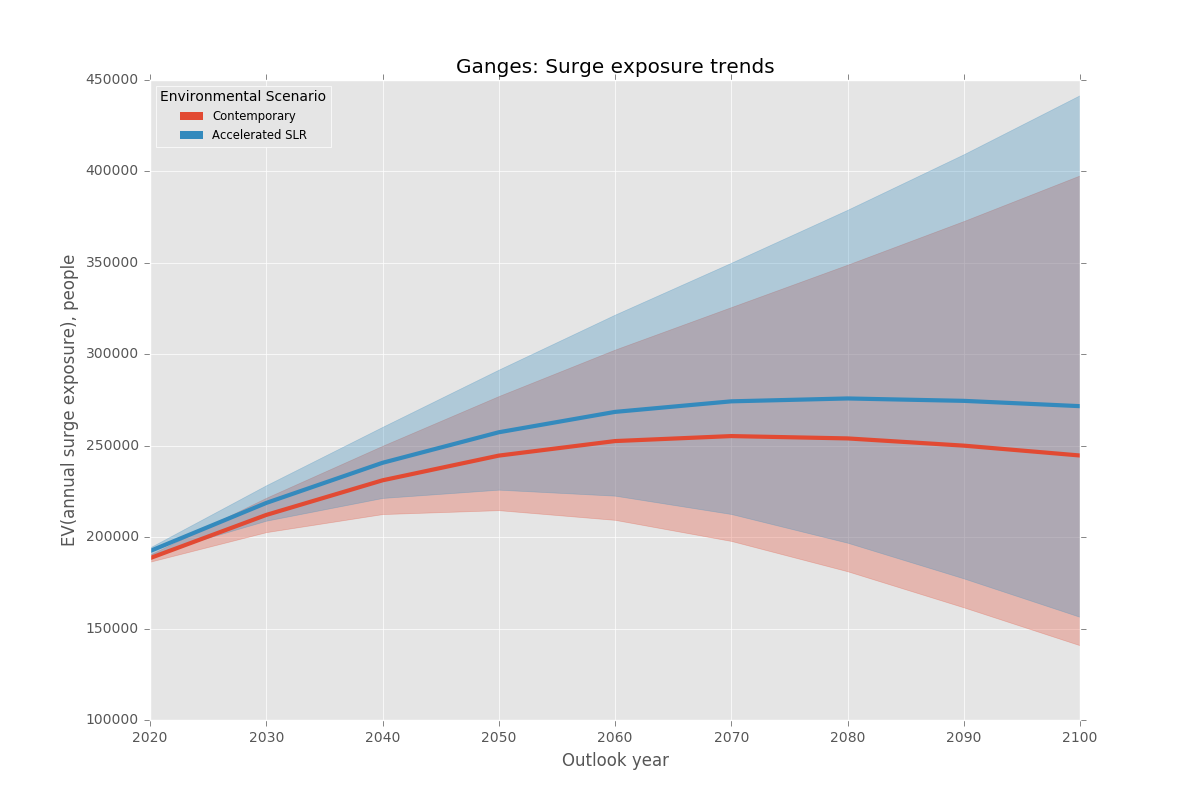 Ganges: Surge exposure trends
Environmental Scenario
Contemporary
Accelerated SLR
EV(annual surge exposure), people
450000
400000
350000
300000
250000
200000
150000
100000
2020 2030 2040 2050 2060 2070 2080 2090 2100
Outlook year